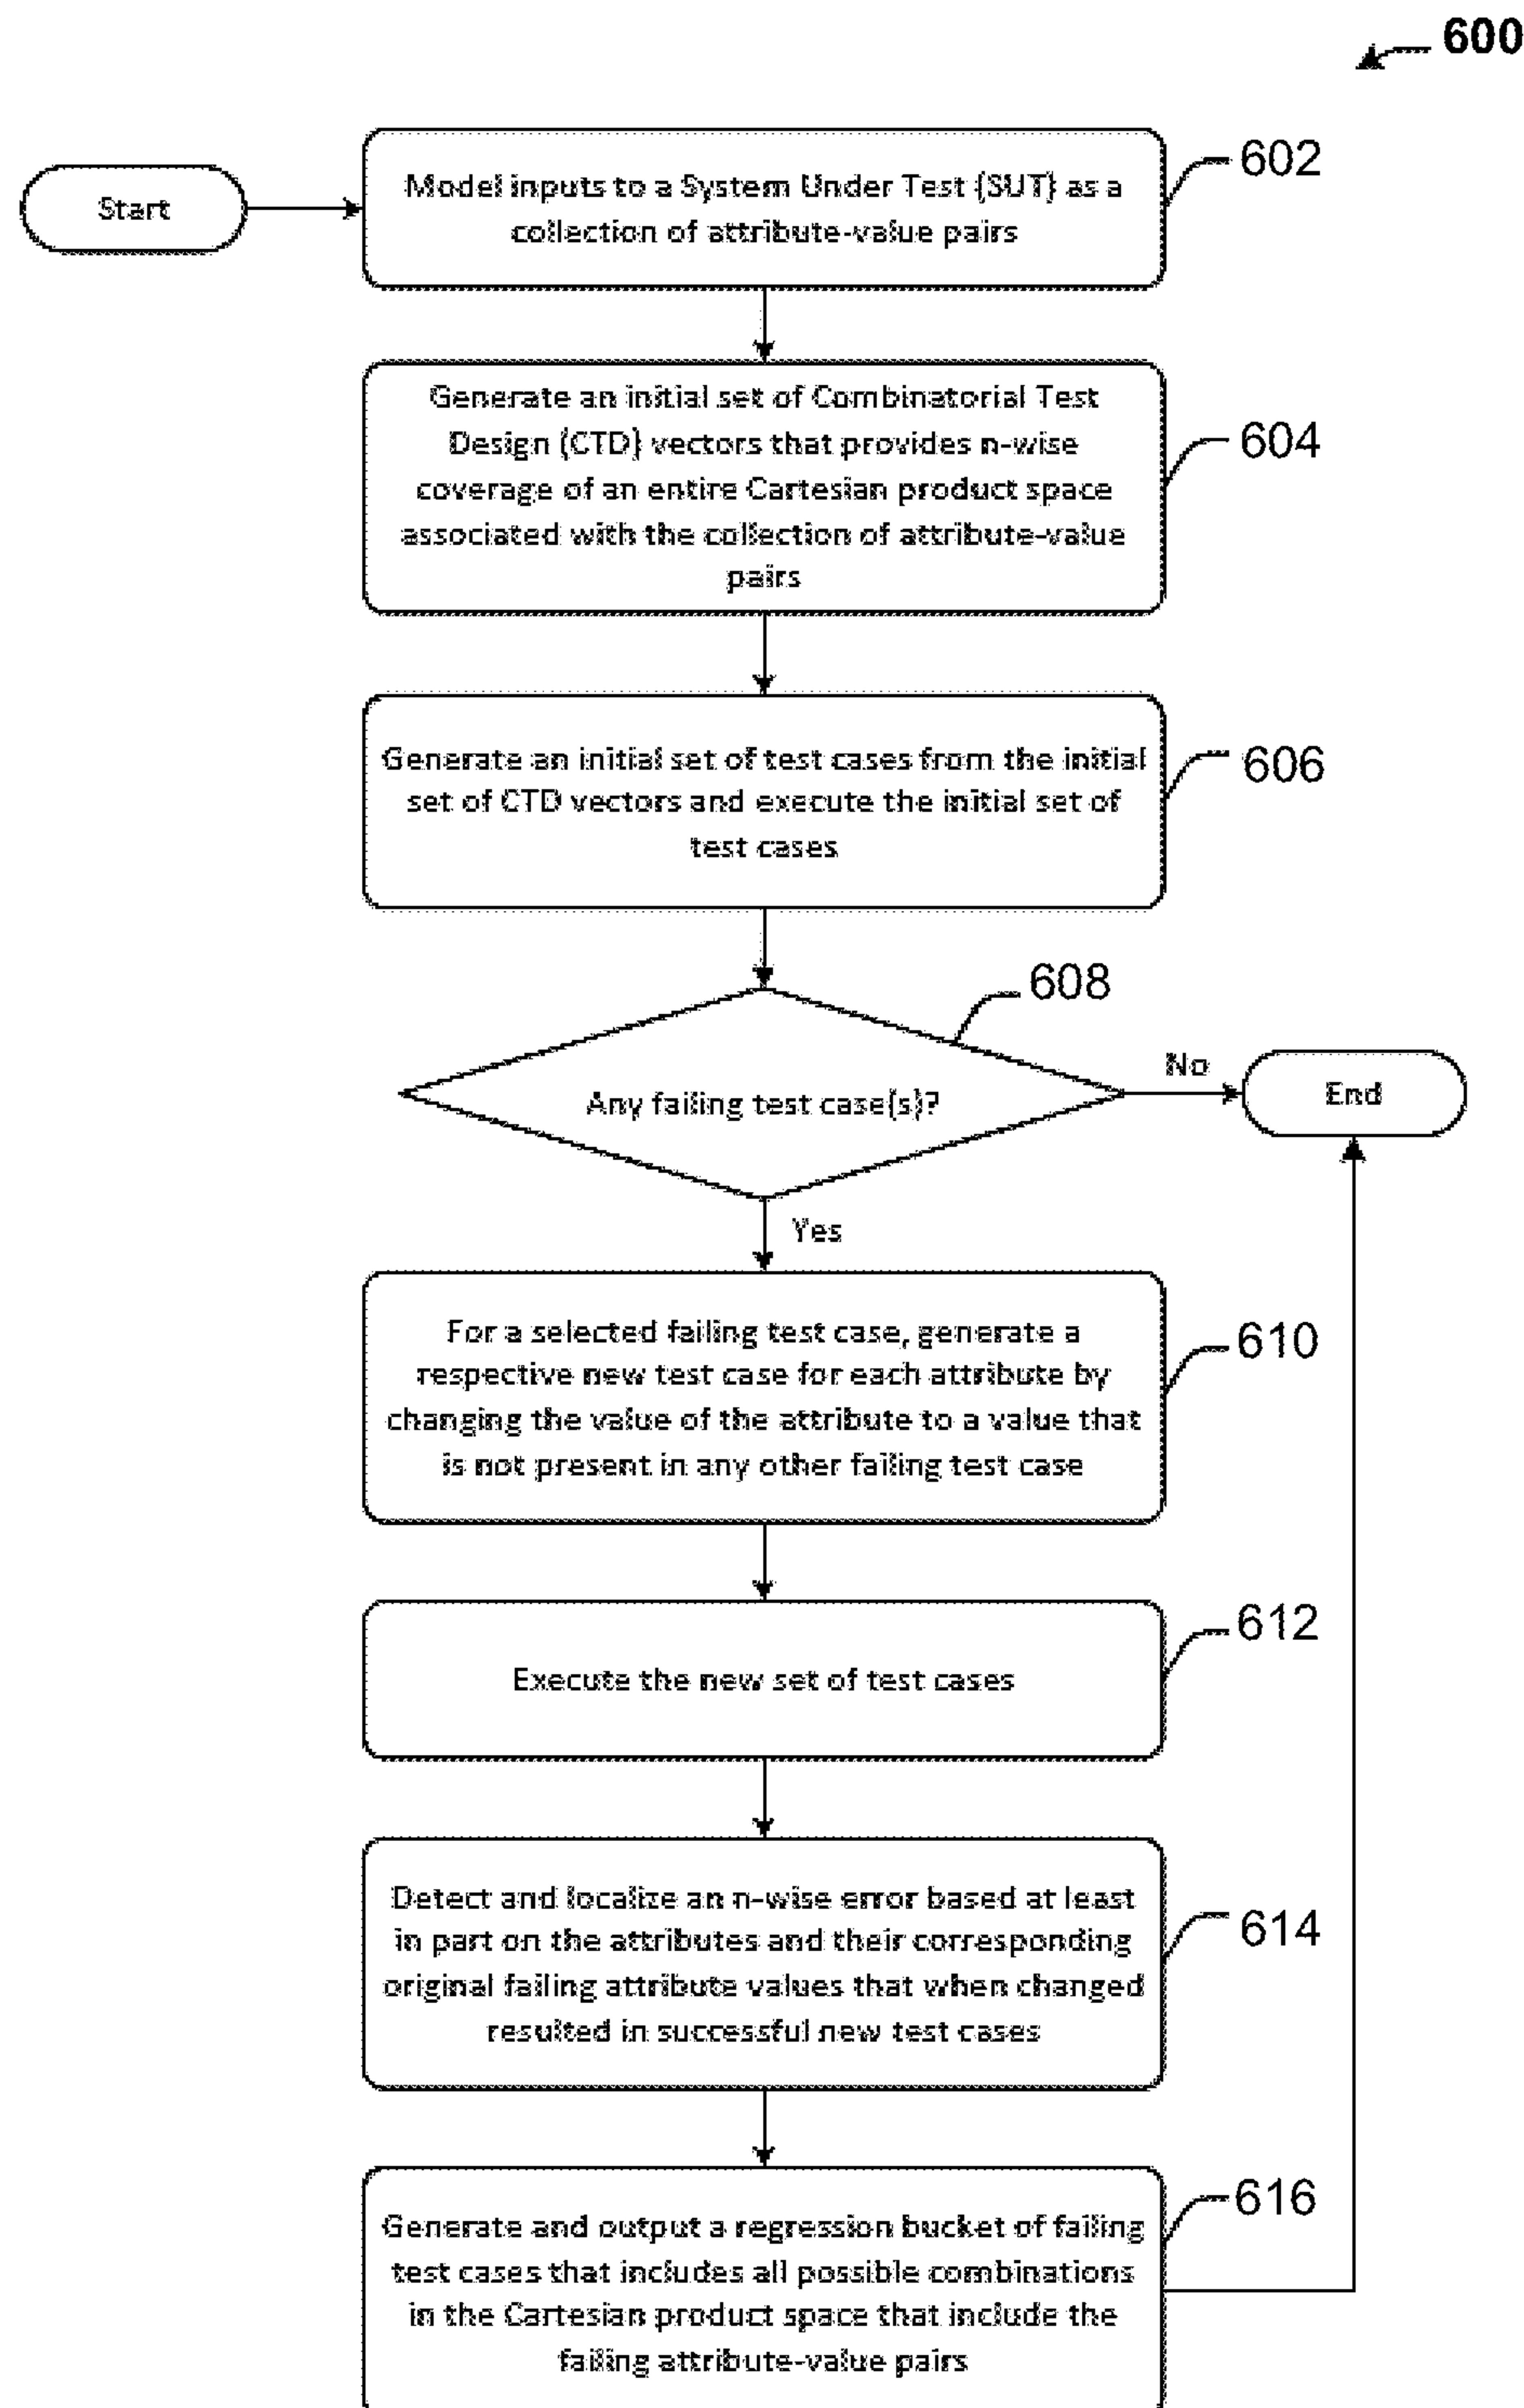 600
Start
Model inputs to a System Under Test (SUT) as a
collection of attribute-value pairs
602
Generate an initial set of Combinatorial Test
Design (CTD) vectors that provides n-wise
coverage of an entire Cartesian product space
associated with the collection of attribute-value
pairs
604
Generate an initial set of test cases from the initial
set of CTD vectors and execute the initial set of
test cases
606
608
Any failing test case(s)?
No
End
Yes
For a selected failing test case, generate a
respective new test case for each attribute by
changing the value of the attribute to a value that
is not present in any other failing test case
610
Execute the new set of test cases
612
Detect and localize an n-wise error based at least
in part on the attributes and their corresponding
original failing attribute values that when changed
resulted in successful new test cases
614
Generate and output a regression bucket of failing
test cases that includes all possible combinations
in the Cartesian product space that include the
failing attribute-value pairs
616